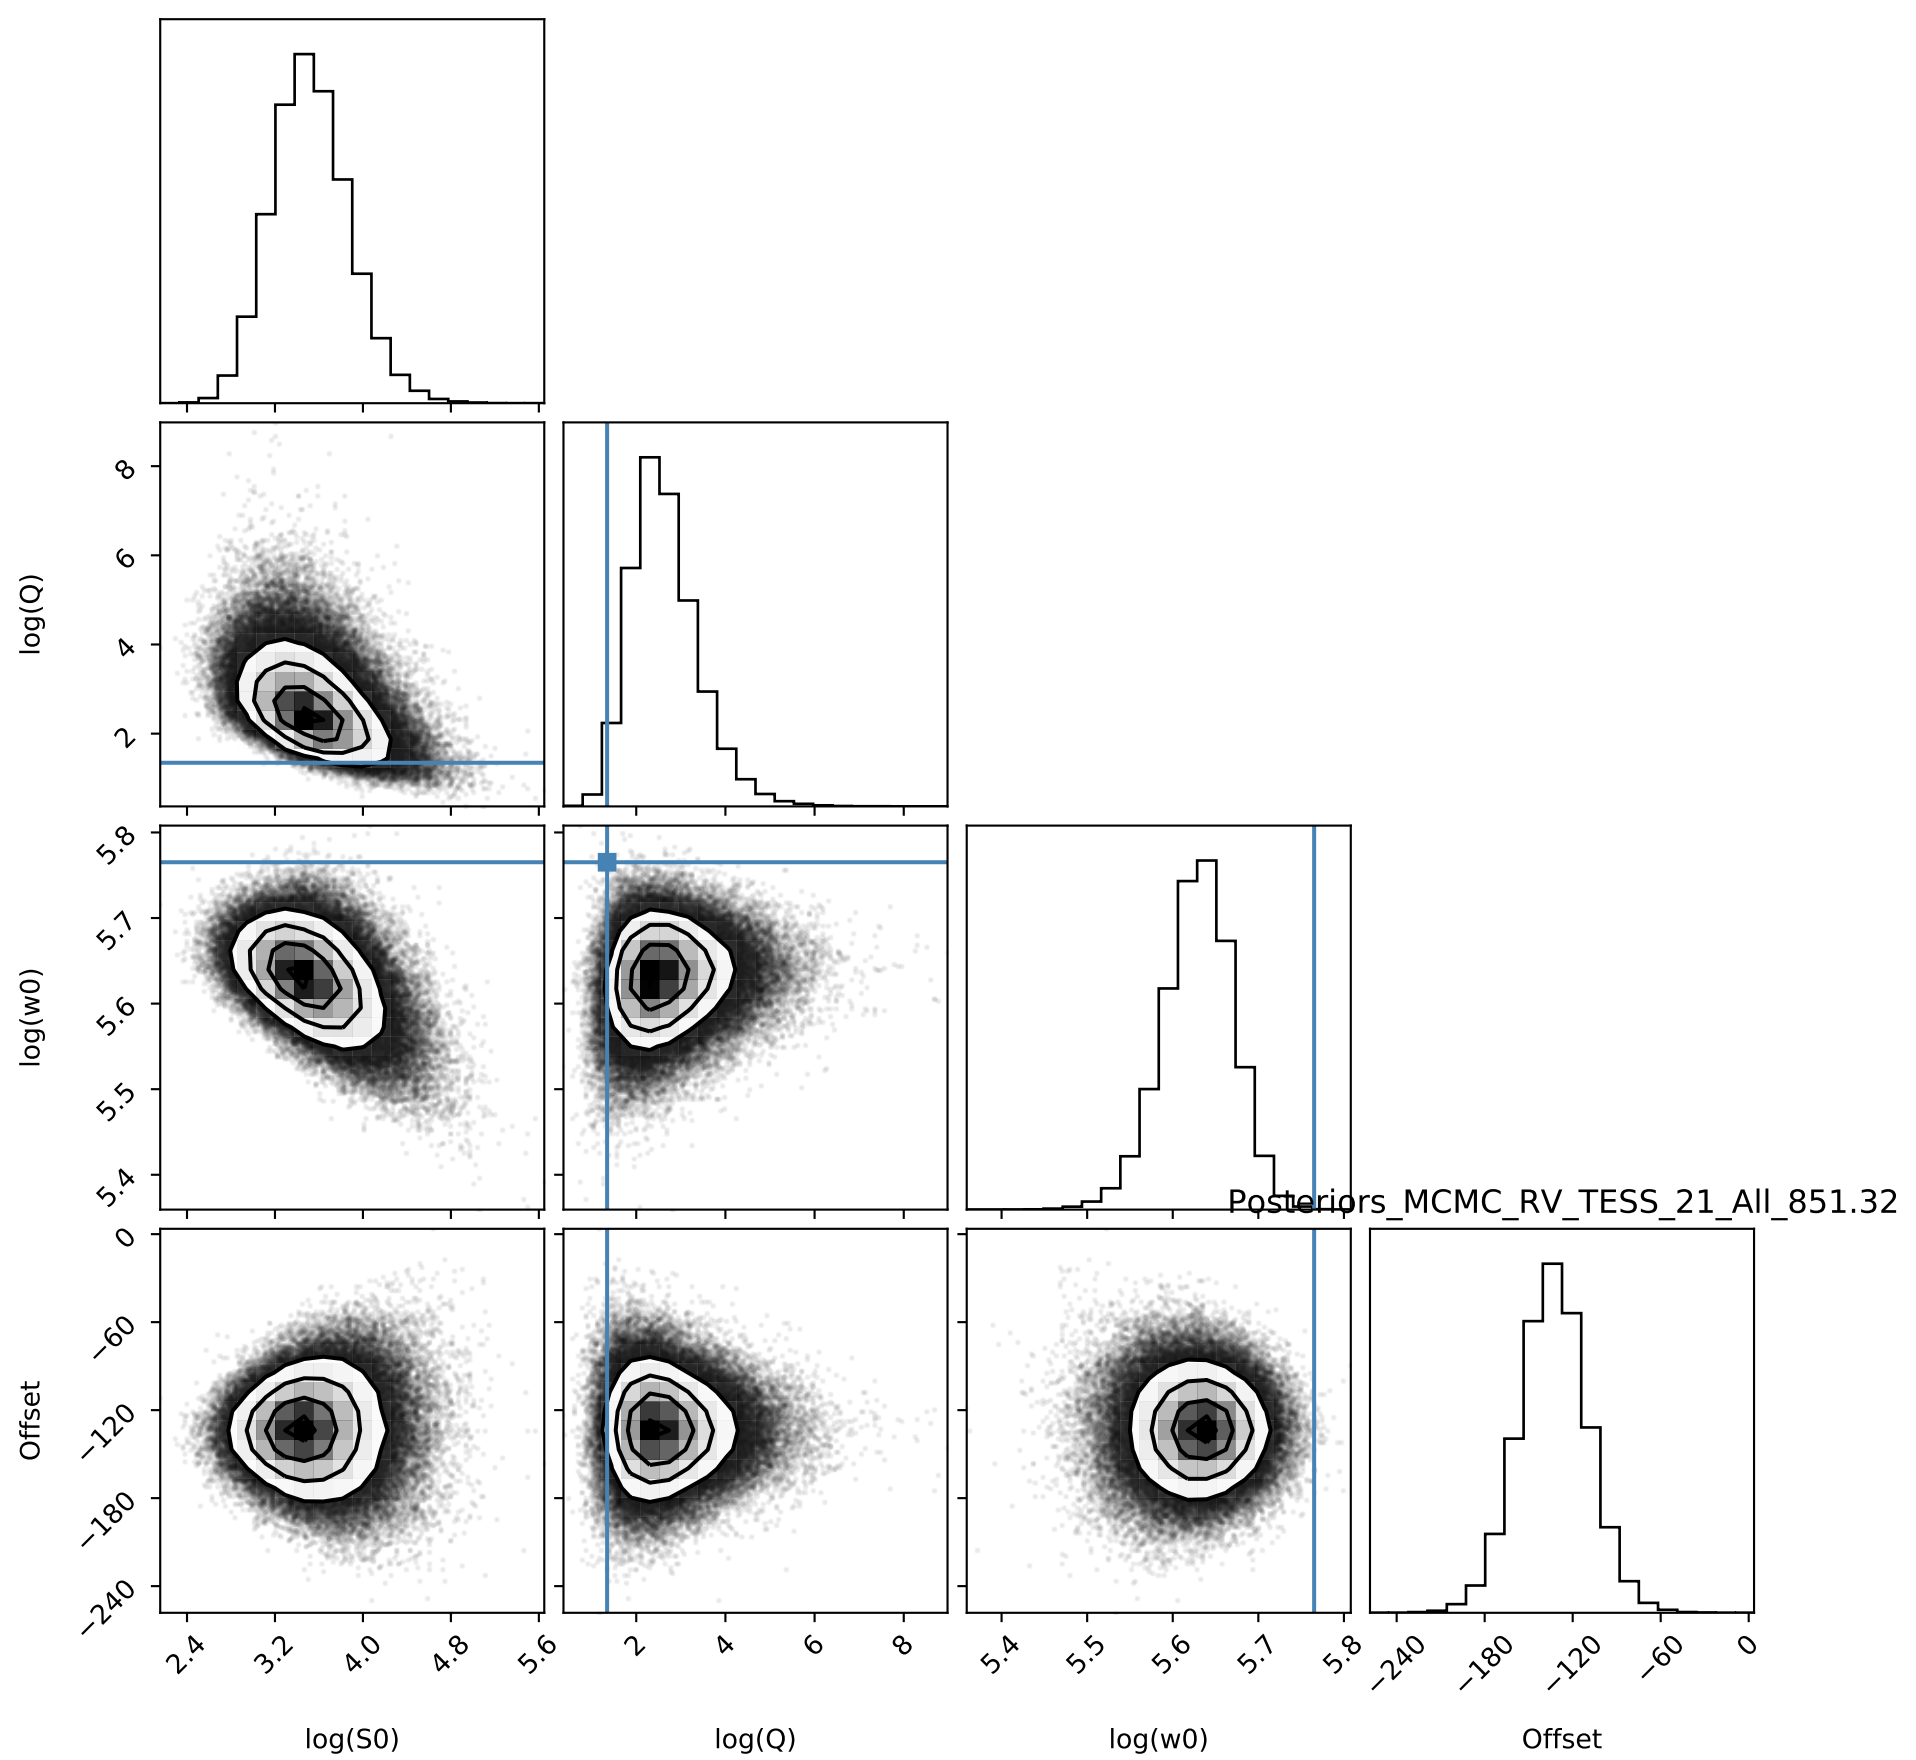 8
6
4
2
log(Q)
5.8
5.7
5.6
5.5
5.4
log(w0)
Posteriors_MCMC_RV_TESS_21_All_851.32
0
−60
−120
−180
−240
Offset
2.4 3.2 4.0 4.8 5.6 2 4 6 8 5.4 5.5 5.6 5.7 5.8 −240 −180 −120 −60 0
log(S0) log(Q) log(w0) Offset